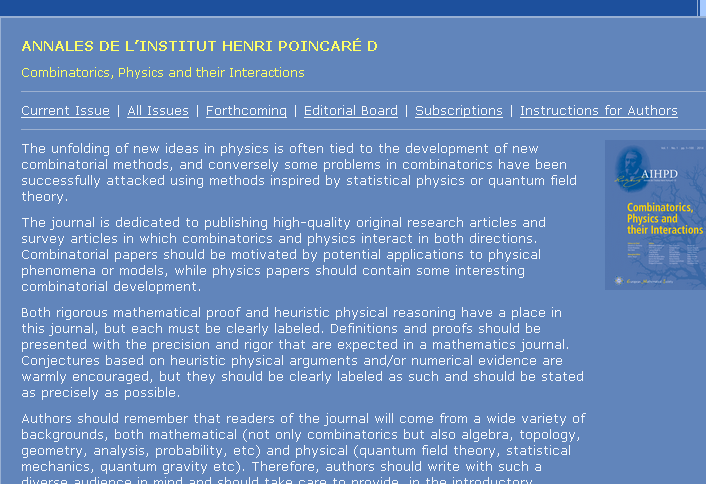 ANNALES DE L'INSTITUT HENRI POINCARÉ D
Combinatorics, Physics and their Interactions
Current Issue | All Issues | Forthcoming | Editorial Board | Subscriptions | Instructions for Authors
The unfolding of new ideas in physics is often tied to the development of new
combinatorial methods, and conversely some problems in combinatorics have been
successfully attacked using methods inspired by statistical physics or quantum field
theory.
The journal is dedicated to publishing high-quality original research articles and
survey articles in which combinatorics and physics interact in both directions.
Combinatorial papers should be motivated by potential applications to physical
phenomena or models, while physics papers should contain some interesting
combinatorial development.
Both rigorous mathematical proof and heuristic physical reasoning have a place in
this journal, but each must be clearly labeled. Definitions and proofs should be
presented with the precision and rigor that are expected in a mathematics journal.
Conjectures based on heuristic physical arguments and/or numerical evidence are
warmly encouraged, but they should be clearly labeled as such and should be stated
as precisely as possible.
Authors should remember that readers of the journal will come from a wide variety of
backgrounds, both mathematical (not only combinatorics but also algebra, topology,
geometry, analysis, probability, etc) and physical (quantum field theory, statistical
mechanics, quantum gravity etc). Therefore, authors should write with such a
diverse audience in mind and should take care to provide, in the introductory
AIHPD
Combinatorics,
Physics and
their Interactions